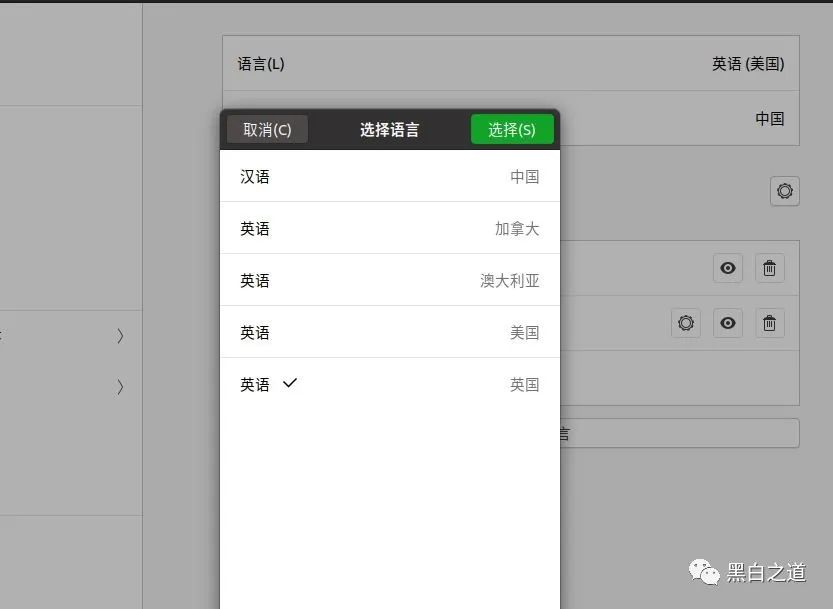 语言(L) 英语 (美国)
中国
取消(C) 选择语言 选择(S)
汉语 中国
英语 加拿大
英语 澳大利亚
英语 美国
英语 英国
言
黑白之道